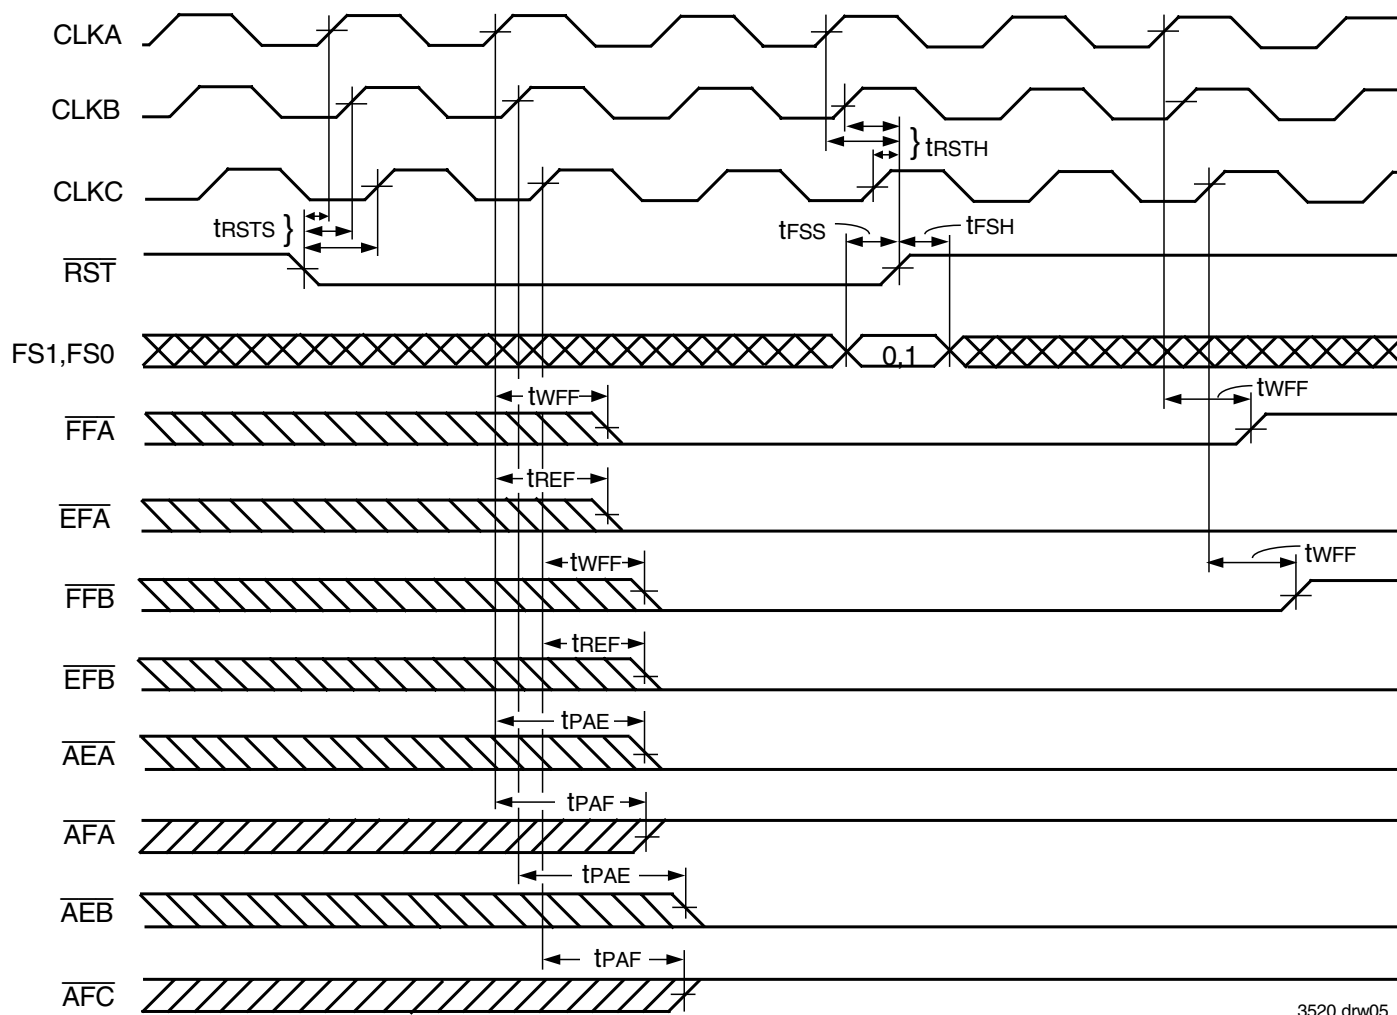 CLKA
CLKB
} tRSTH
CLKC
tRSTS }
tFSS
tFSH
RST
FS1,FS0
0,1
tWFF
tWFF
FFA
tREF
EFA
tWFF
tWFF
FFB
tREF
EFB
tPAE
AEA
tPAF
AFA
tPAE
AEB
tPAF
AFC
3520 drw05